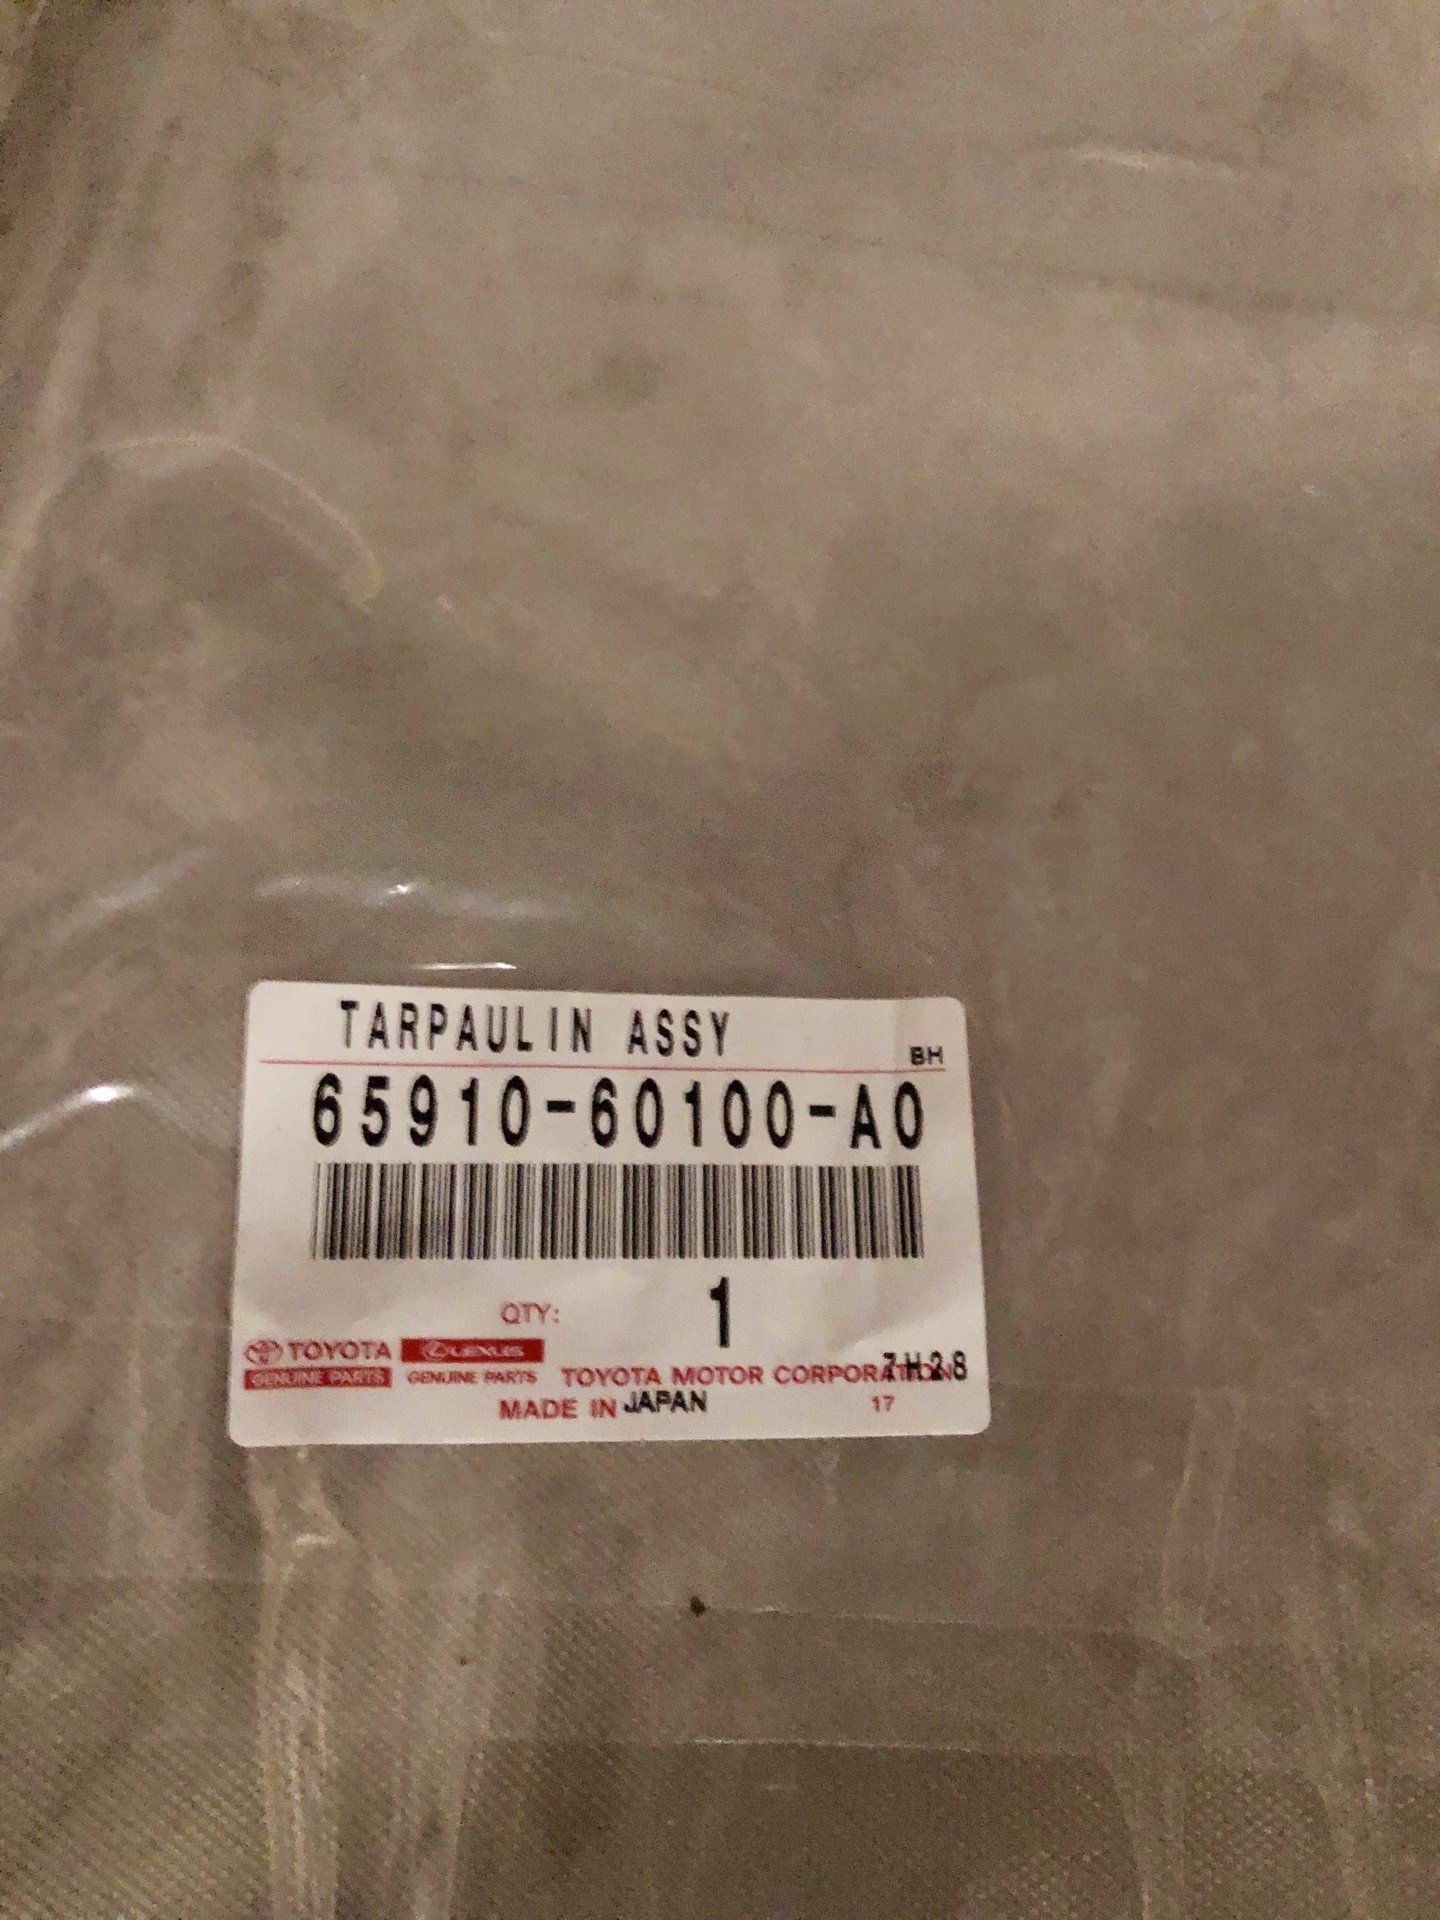 TARPAULIN ASSY
BH
65910-60100-A0
QTY: 1
TOYOTA LEXUS
GENUINE PARTS GENUINE PARTS TOYOTA MOTOR CORPORATION 7H28
MADE IN JAPAN 17